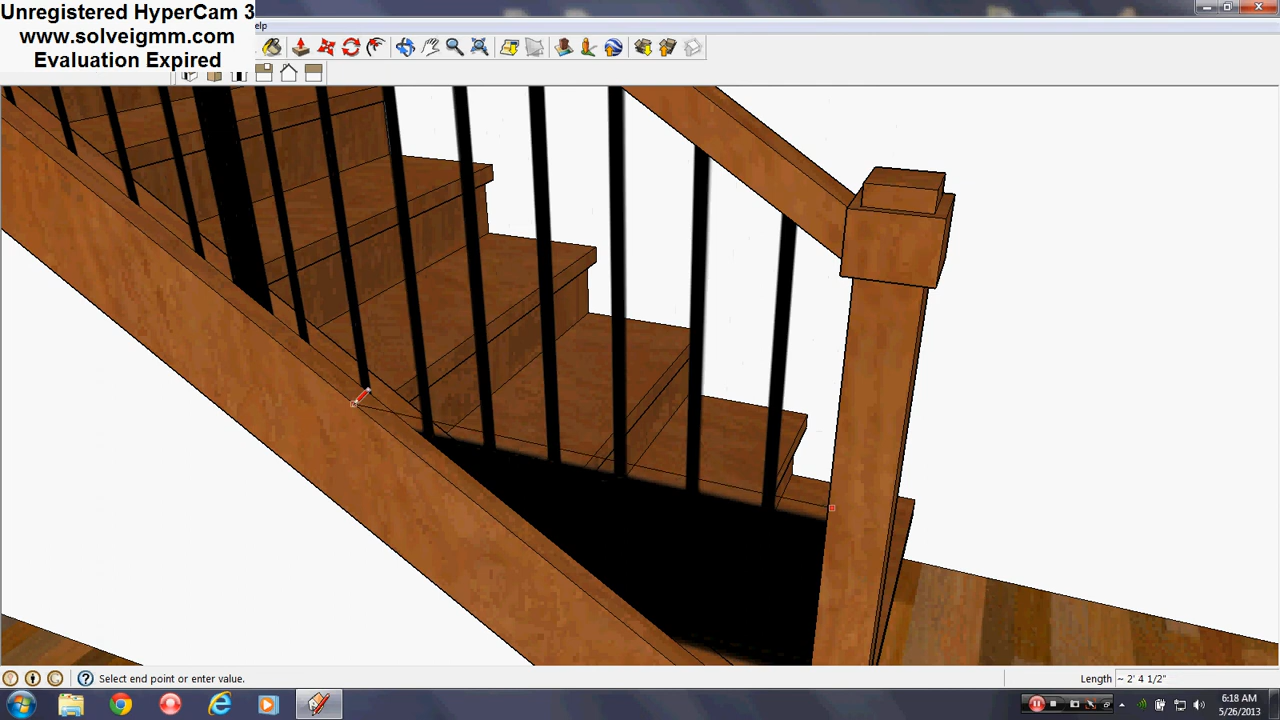 Unregistered HyperCam 3
www.solveigmm.com
Evaluation Expired
elp
Select end point or enter value.
Length
~ 2' 4 1/2"
6:18 AM
5/26/2013